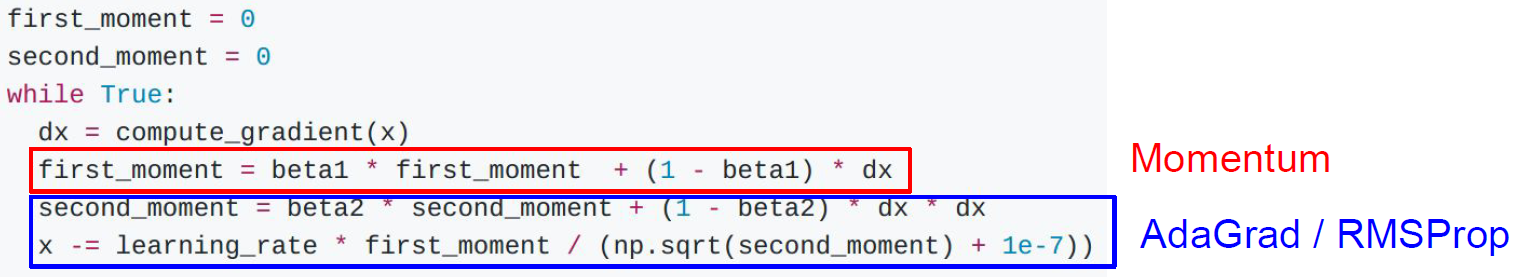 first_moment = 0
second_moment = 0
while True:
dx = compute_gradient(x)
first_moment = beta1 * first_moment + (1 - beta1) * dx
Momentum
second_moment = beta2 * second_moment + (1 - beta2) * dx * dx
x -= learning_rate * first_moment / (np.sqrt(second_moment) + 1e-7))
AdaGrad / RMSProp